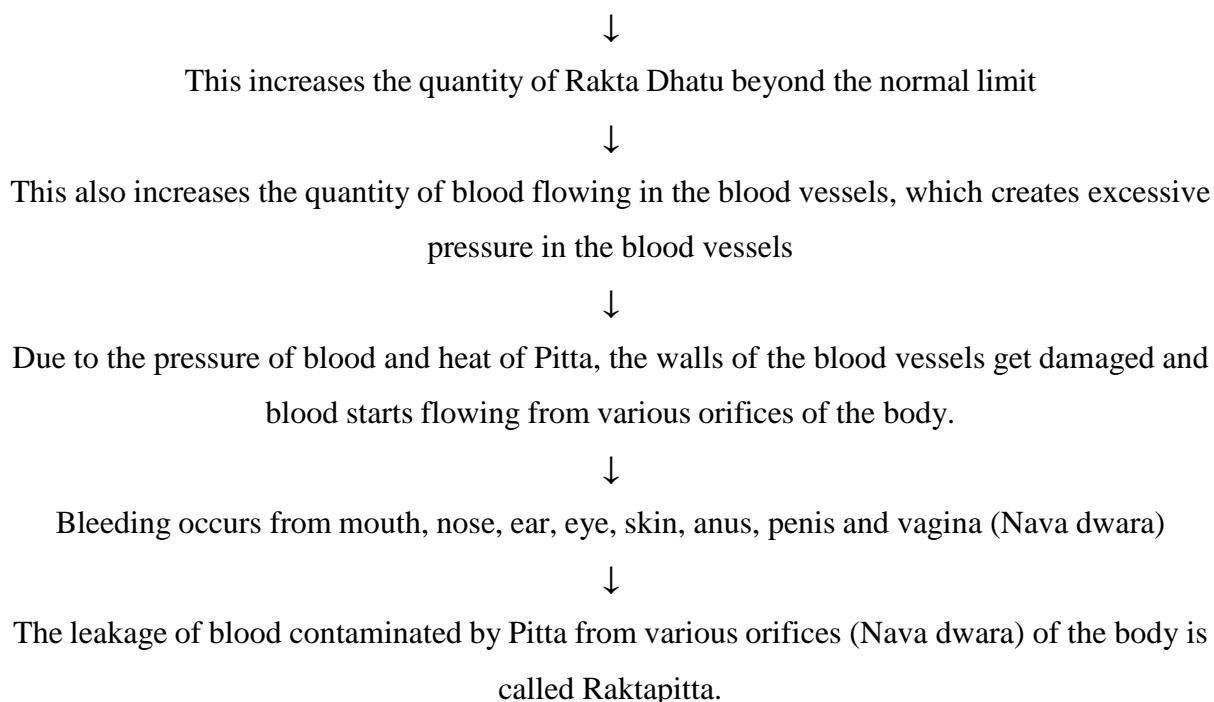 ↓
This increases the quantity of Rakta Dhatu beyond the normal limit
↓
This also increases the quantity of blood flowing in the blood vessels, which creates excessive
pressure in the blood vessels
↓
Due to the pressure of blood and heat of Pitta, the walls of the blood vessels get damaged and
blood starts flowing from various orifices of the body.
↓
Bleeding occurs from mouth, nose, ear, eye, skin, anus, penis and vagina (Nava dwara)
↓
The leakage of blood contaminated by Pitta from various orifices (Nava dwara) of the body is
called Raktapitta.